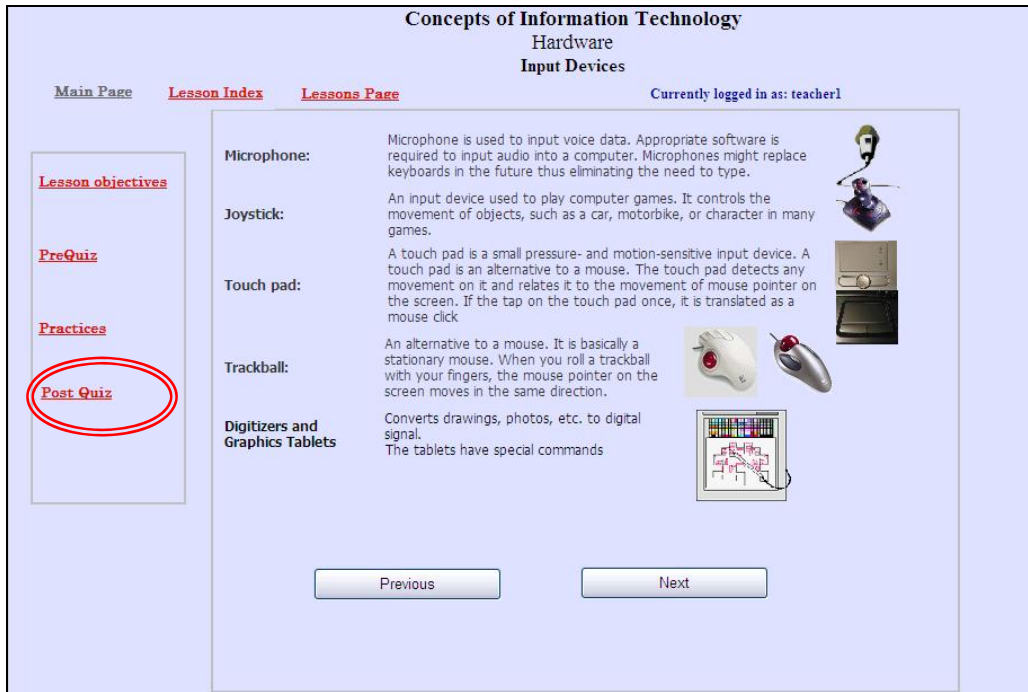 Concepts of Information Technology
Hardware
Input Devices
Main Page Lesson Index Lessons Page Currently logged in as: teacher1
Lesson objectives
PreQuiz
Practices
Post Quiz
Microphone:
Microphone is used to input voice data. Appropriate software is
required to input audio into a computer. Microphones might replace
keyboards in the future thus eliminating the need to type.
Joystick:
An input device used to play computer games. It controls the
movement of objects, such as a car, motorbike, or character in many
games.
Touch pad:
A touch pad is a small pressure- and motion-sensitive input device. A
touch pad is an alternative to a mouse. The touch pad detects any
movement on it and relates it to the movement of mouse pointer on
the screen. If the tap on the touch pad once, it is translated as a
mouse click
Trackball:
An alternative to a mouse. It is basically a
stationary mouse. When you roll a trackball
with your fingers, the mouse pointer on the
screen moves in the same direction.
Digitizers and
Graphics Tablets
Converts drawings, photos, etc. to digital
signal.
The tablets have special commands
Previous Next